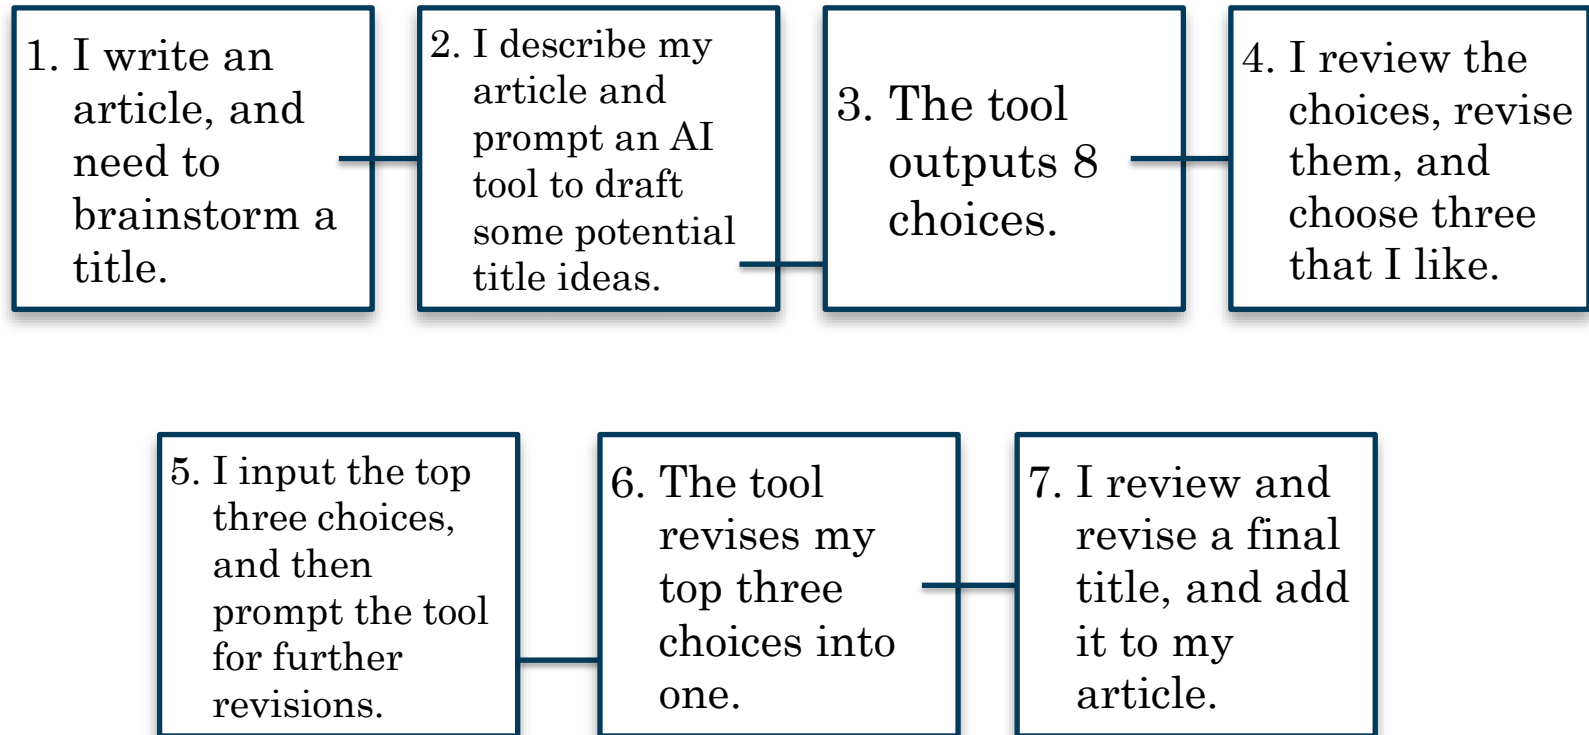 1. I write an
article, and
need to
brainstorm a
title.
2. I describe my
article and
prompt an AI
tool to draft
some potential
title ideas.
3. The tool
outputs 8
choices.
4. I review the
choices, revise
them, and
choose three
that I like.
5. I input the top
three choices,
and then
prompt the tool
for further
revisions.
6. The tool
revises my
top three
choices into
one.
7. I review and
revise a final
title, and add
it to my
article.